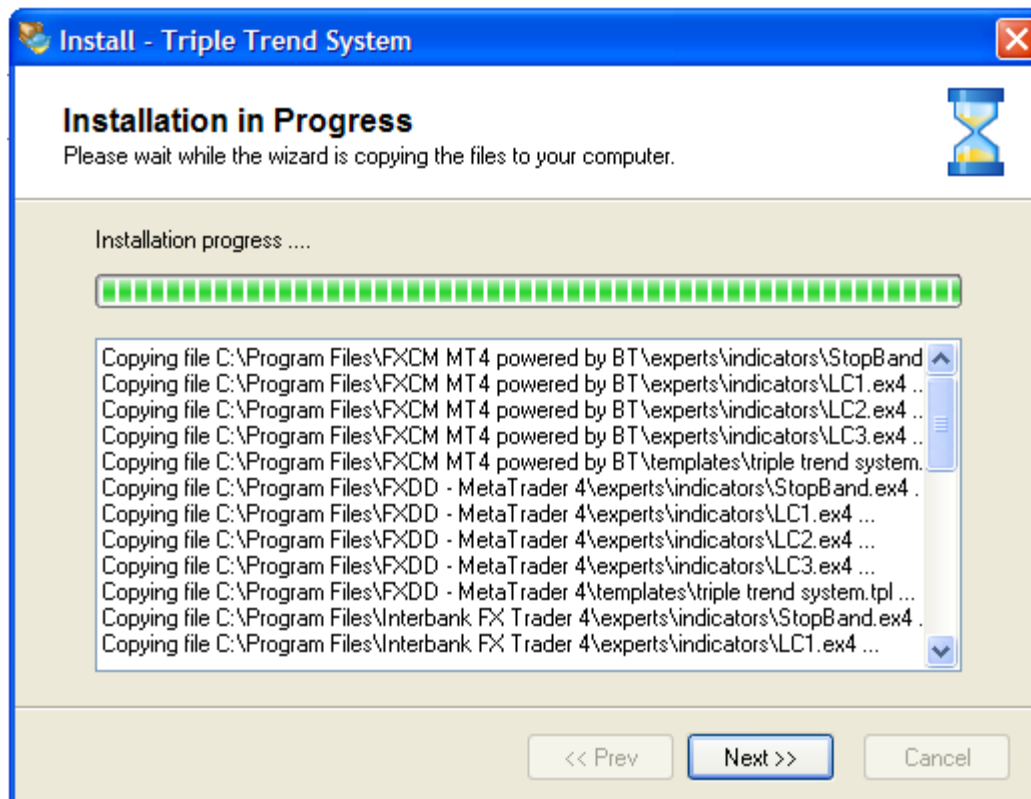 Install - Triple Trend System
Installation in Progress
Please wait while the wizard is copying the files to your computer.
Installation progress ....
Copying file C:\Program Files\FXCM MT4 powered by BT\experts\indicators\StopBand
Copying file C:\Program Files\FXCM MT4 powered by BT\experts\indicators\LC1.ex4 ..
Copying file C:\Program Files\FXCM MT4 powered by BT\experts\indicators\LC2.ex4 ..
Copying file C:\Program Files\FXCM MT4 powered by BT\experts\indicators\LC3.ex4 ..
Copying file C:\Program Files\FXCM MT4 powered by BT\templates\triple trend system.
Copying file C:\Program Files\FXDD - MetaTrader 4\experts\indicators\StopBand.ex4 .
Copying file C:\Program Files\FXDD - MetaTrader 4\experts\indicators\LC1.ex4 ...
Copying file C:\Program Files\FXDD - MetaTrader 4\experts\indicators\LC2.ex4 ...
Copying file C:\Program Files\FXDD - MetaTrader 4\experts\indicators\LC3.ex4 ...
Copying file C:\Program Files\FXDD - MetaTrader 4\templates\triple trend system.tpl ...
Copying file C:\Program Files\Interbank FX Trader 4\experts\indicators\StopBand.ex4 .
Copying file C:\Program Files\Interbank FX Trader 4\experts\indicators\LC1.ex4 ...
<< Prev
Next >>
Cancel